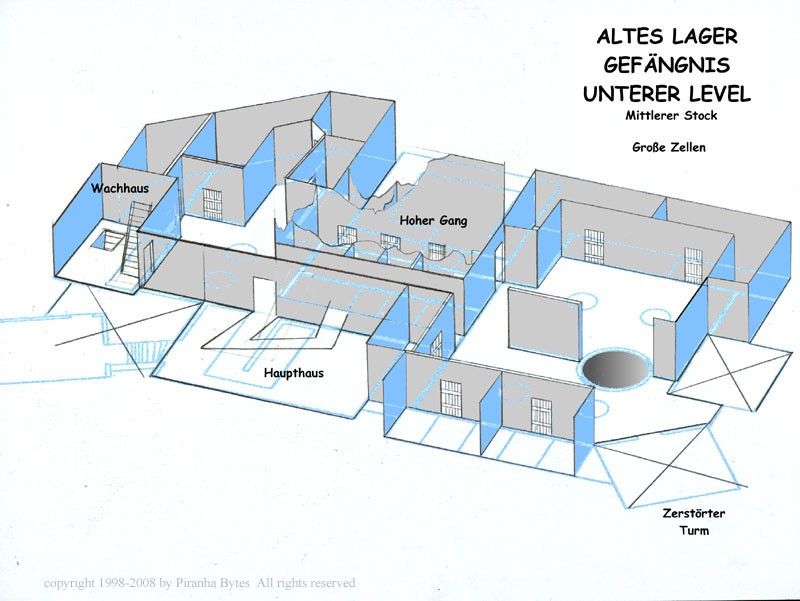 ALTES LAGER
GEFÄNGNIS
UNTERER LEVEL
Mittlerer Stock
Große Zellen
Wachhaus
Hoher Gang
Haupthaus
Zerstörter
Turm
copyright 1998-2008 by Piranha Bytes All rights reserved